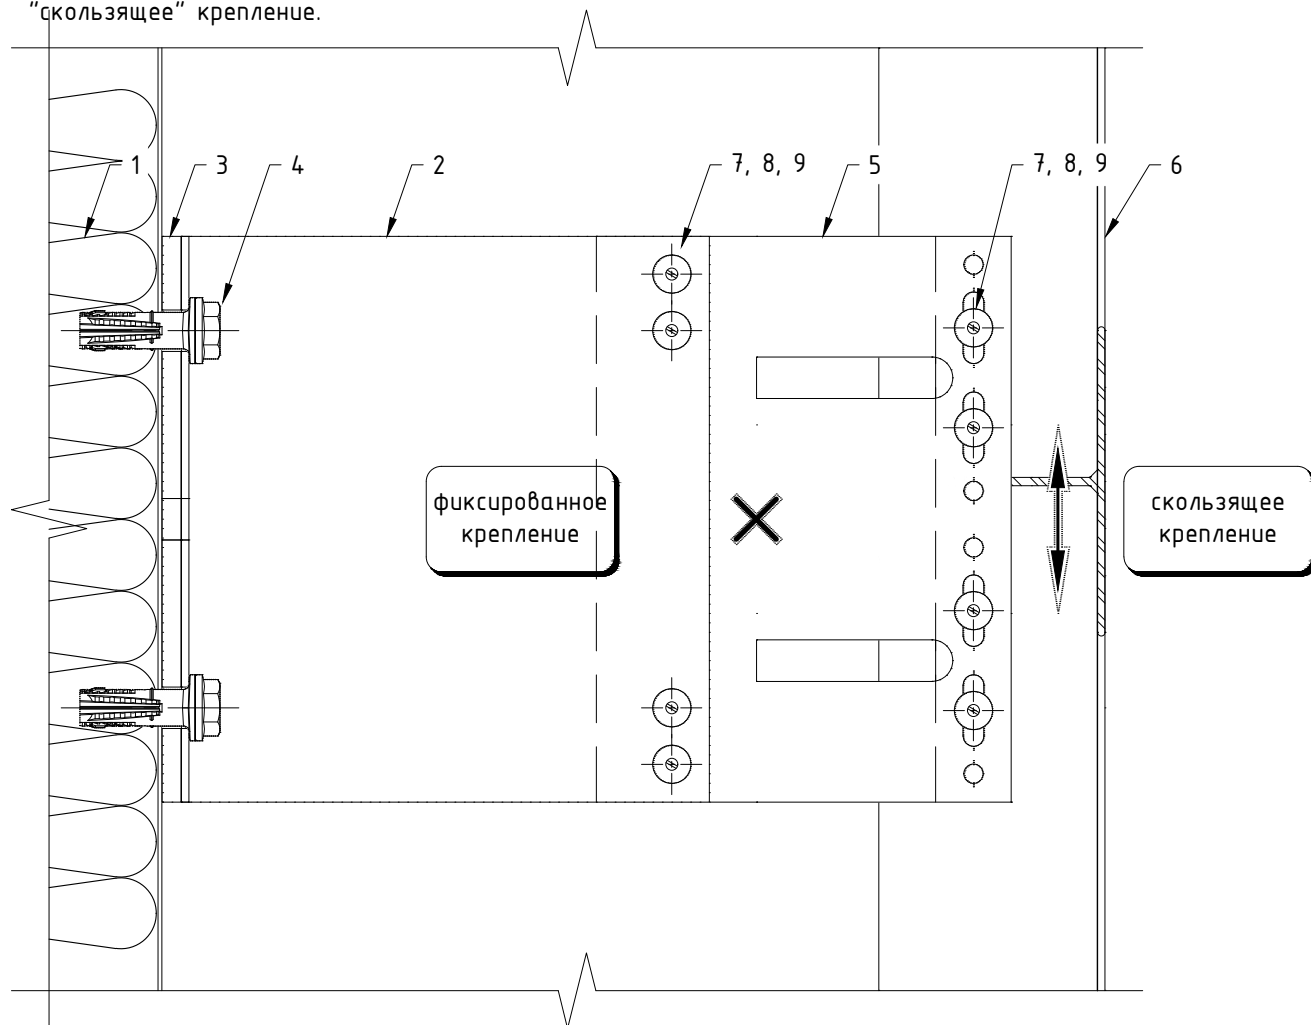 "скользящее" крепление.
1 3 4 2 7, 8, 9 5 7, 8, 9 6
фиксированное
крепление
скользящее
крепление